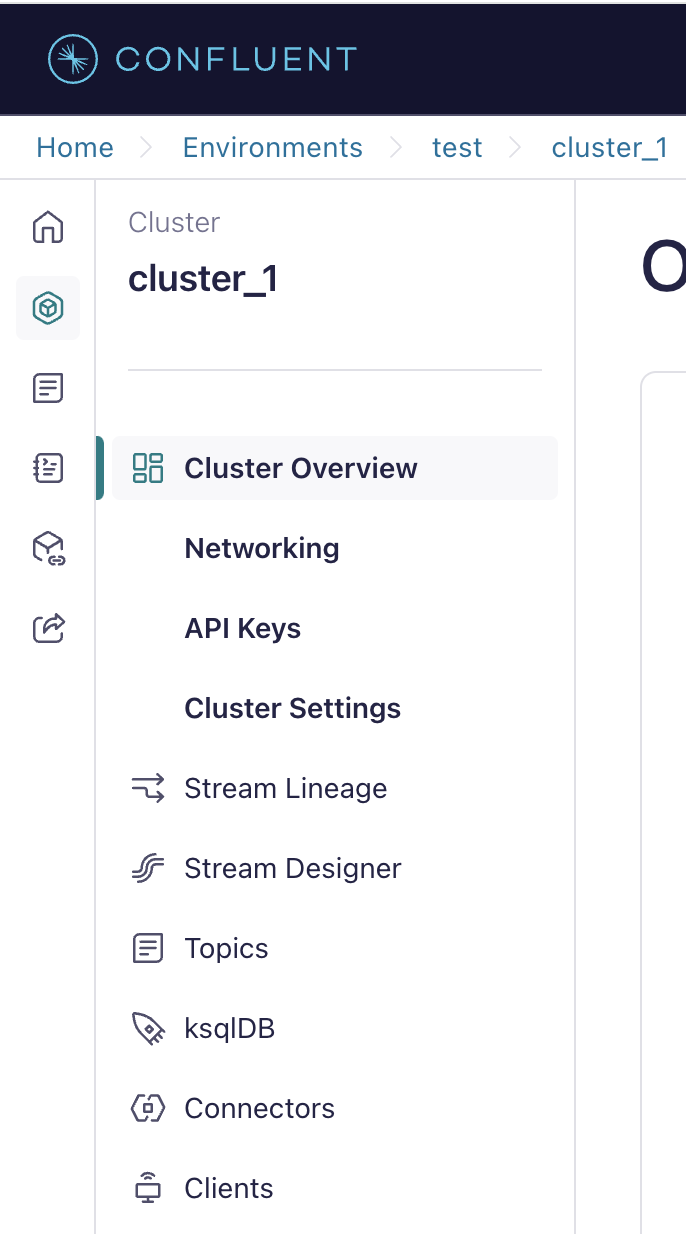 CONFLUENT
Home > Environments > test > cluster_1
Cluster
cluster_1
O
Cluster Overview
Networking
API Keys
Cluster Settings
Stream Lineage
Stream Designer
Topics
ksqlDB
Connectors
Clients